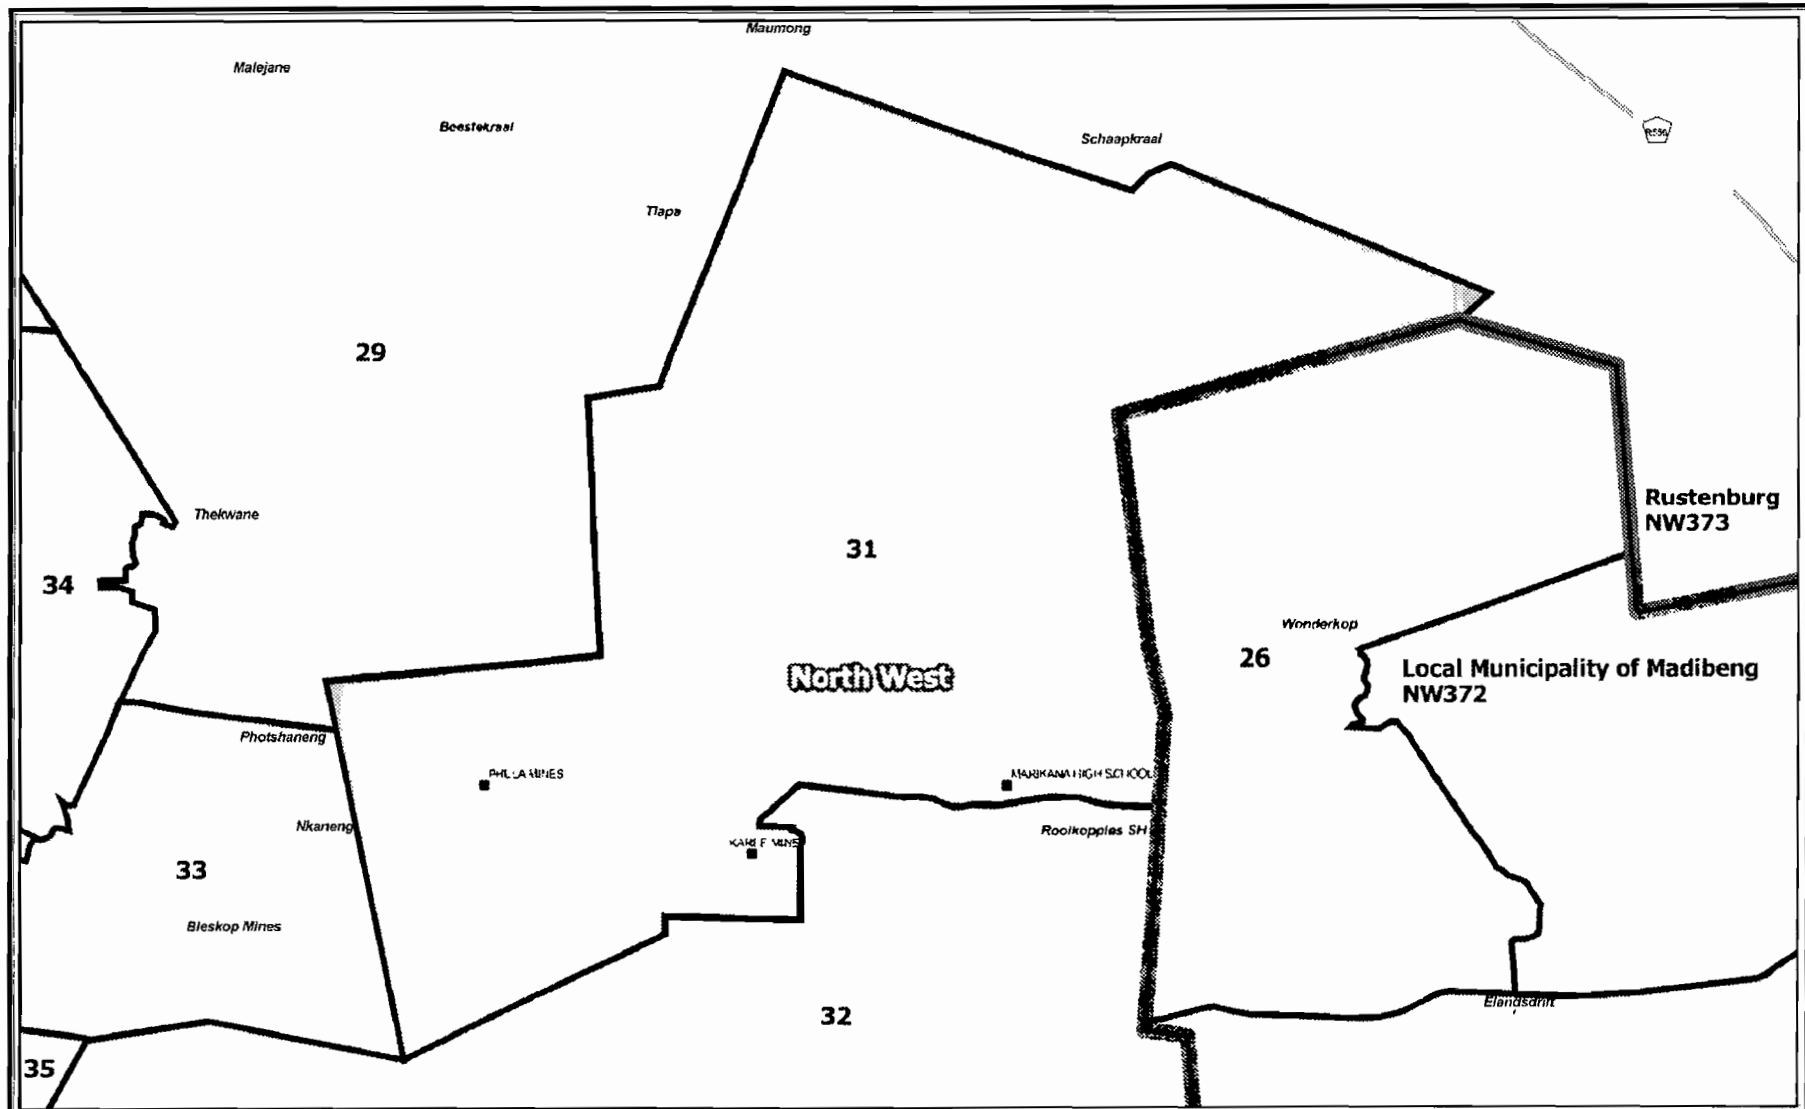 Maumong
Malejane
Beestekraal
Schaapkraal
R556
Tlapa
29
Rustenburg
NW373
Thekwane
31
34
Wonderkop
26
North West
Local Municipality of Madibeng
NW372
Photshaneng
MARIKANA HIGH SCHOOL
Nkaneng
Rooikoppies SH
33
Bleskop Mines
Elandsdrift
32
35